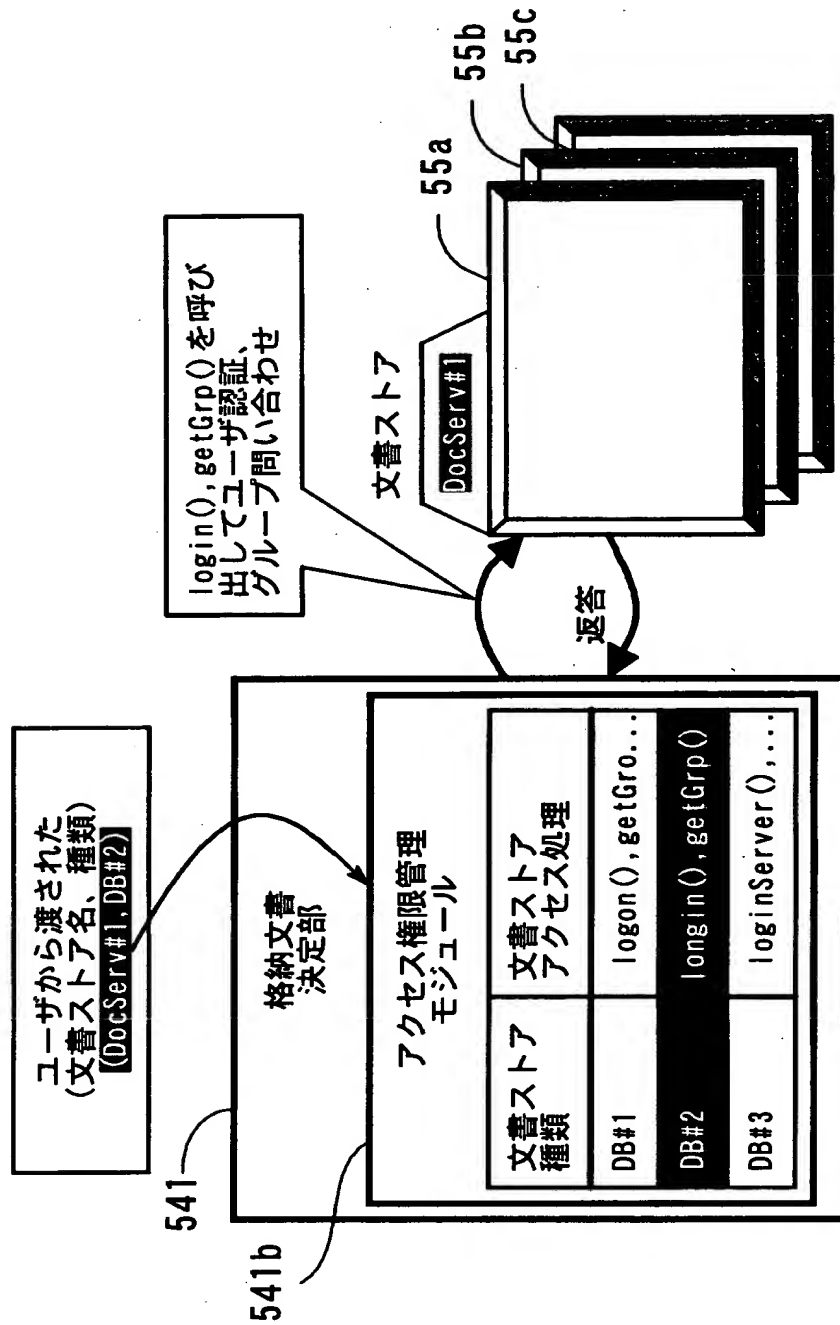 ユーザから渡された
(文書ストア名、種類)
(DocServ#1,DB#2)
541
541b
格納文書
決定部
アクセス権限管理
モジュール
文書ストア
種類
文書ストア
アクセス処理
DB#1
logon(),getGro...
DB#2
longin(),getGrp()
DB#3
loginServer(),...
login(),getGrp()を呼び
出してユーザ認証、
グループ問い合わせ
返答
文書ストア
DocServ#1
55a
55b
55c